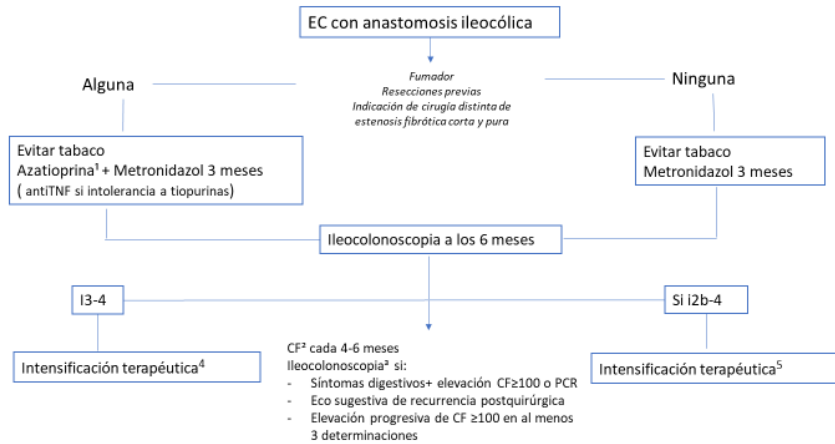 EC con anastomosis ileocólica
Alguna
Fumador
Resecciones previas
Indicación de cirugía distinta de
estenosis fibrótica corta y pura
Ninguna
Evitar tabaco
Azatioprina¹ + Metronidazol 3 meses
( antiTNF si intolerancia a tiopurinas)
Evitar tabaco
Metronidazol 3 meses
Ileocolonoscopia a los 6 meses
I3-4
Si i2b-4
Intensificación terapéutica⁴
CF² cada 4-6 meses
Ileocolonoscopia³ si:
- Síntomas digestivos+ elevación CF≥100 o PCR
- Eco sugestiva de recurrencia postquirúrgica
- Elevación progresiva de CF ≥100 en al menos
3 determinaciones
Intensificación terapéutica⁵